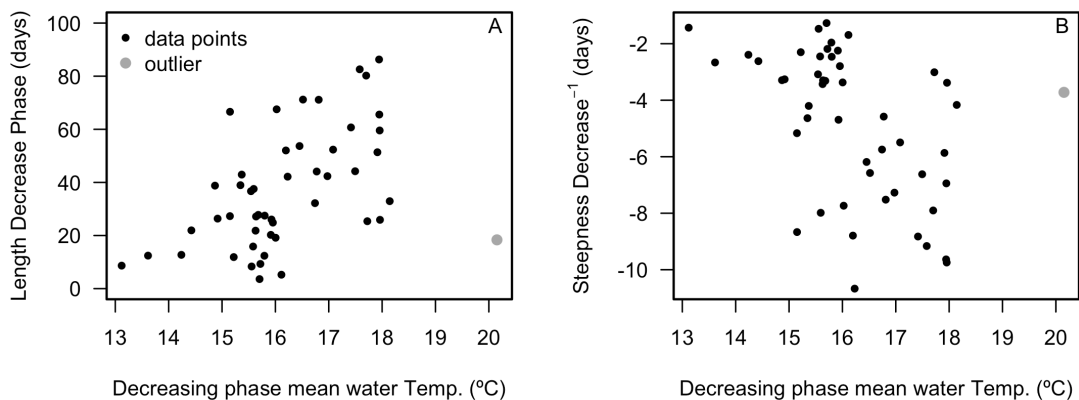 A
data points
outlier
Length Decrease Phase (days)
100
80
60
40
20
0
13 14 15 16 17 18 19 20
Decreasing phase mean water Temp. (ºC)
B
Steepness Decrease⁻¹ (days)
-2
-4
-6
-8
-10
13 14 15 16 17 18 19 20
Decreasing phase mean water Temp. (ºC)